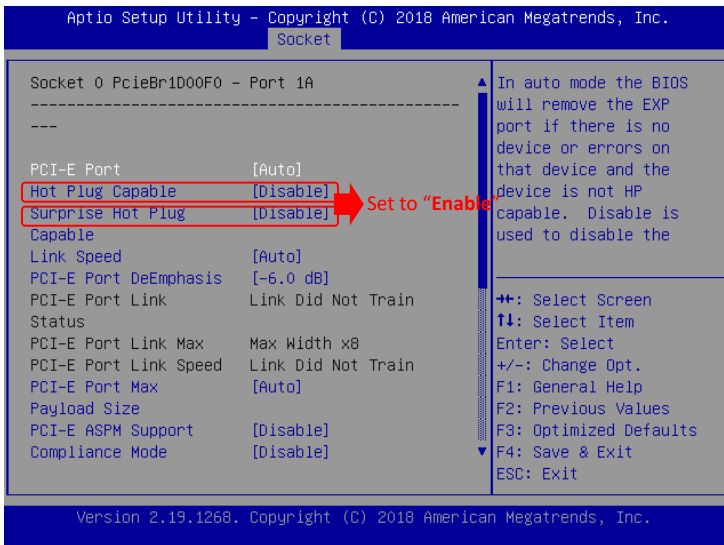 Aptio Setup Utility – Copyright (C) 2018 American Megatrends, Inc.
Socket
Socket 0 PcieBr1D00F0 – Port 1A
-----------------------------------------------
---
PCI-E Port [Auto]
Hot Plug Capable [Disable]
Surprise Hot Plug [Disable]
Capable
Set to “Enable”
Link Speed [Auto]
PCI-E Port DeEmphasis [-6.0 dB]
PCI-E Port Link Link Did Not Train
Status
PCI-E Port Link Max Max Width x8
PCI-E Port Link Speed Link Did Not Train
PCI-E Port Max [Auto]
Payload Size
PCI-E ASPM Support [Disable]
Compliance Mode [Disable]
In auto mode the BIOS
will remove the EXP
port if there is no
device or errors on
that device and the
device is not HP
capable. Disable is
used to disable the
→←: Select Screen
↑↓: Select Item
Enter: Select
+/-: Change Opt.
F1: General Help
F2: Previous Values
F3: Optimized Defaults
F4: Save & Exit
ESC: Exit
Version 2.19.1268. Copyright (C) 2018 American Megatrends, Inc.